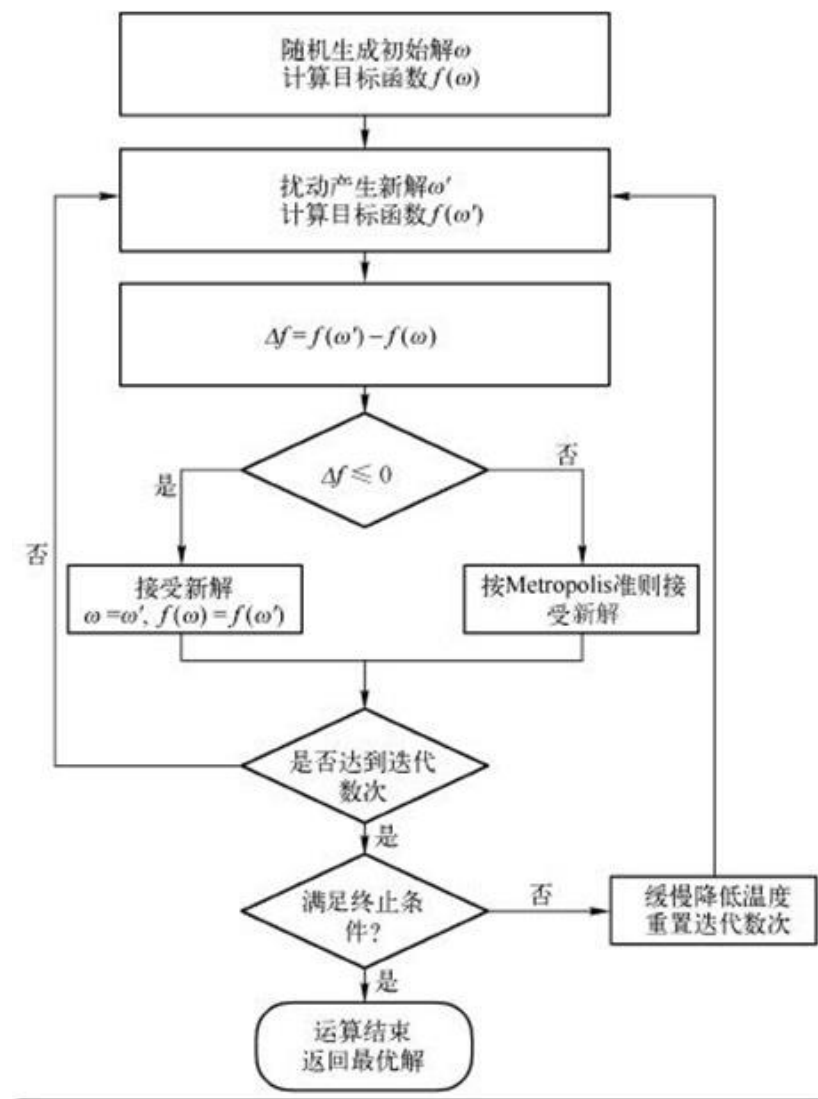 随机生成初始解ω
计算目标函数f(ω)
扰动产生新解ω′
计算目标函数f(ω′)
Δf=f(ω′)−f(ω)
Δf≤0
是
否
接受新解
ω=ω′, f(ω)=f(ω′)
按Metropolis准则接
受新解
否
是否达到迭代
数次
是
满足终止条
件?
否
缓慢降低温度
重置迭代数次
是
运算结束
返回最优解